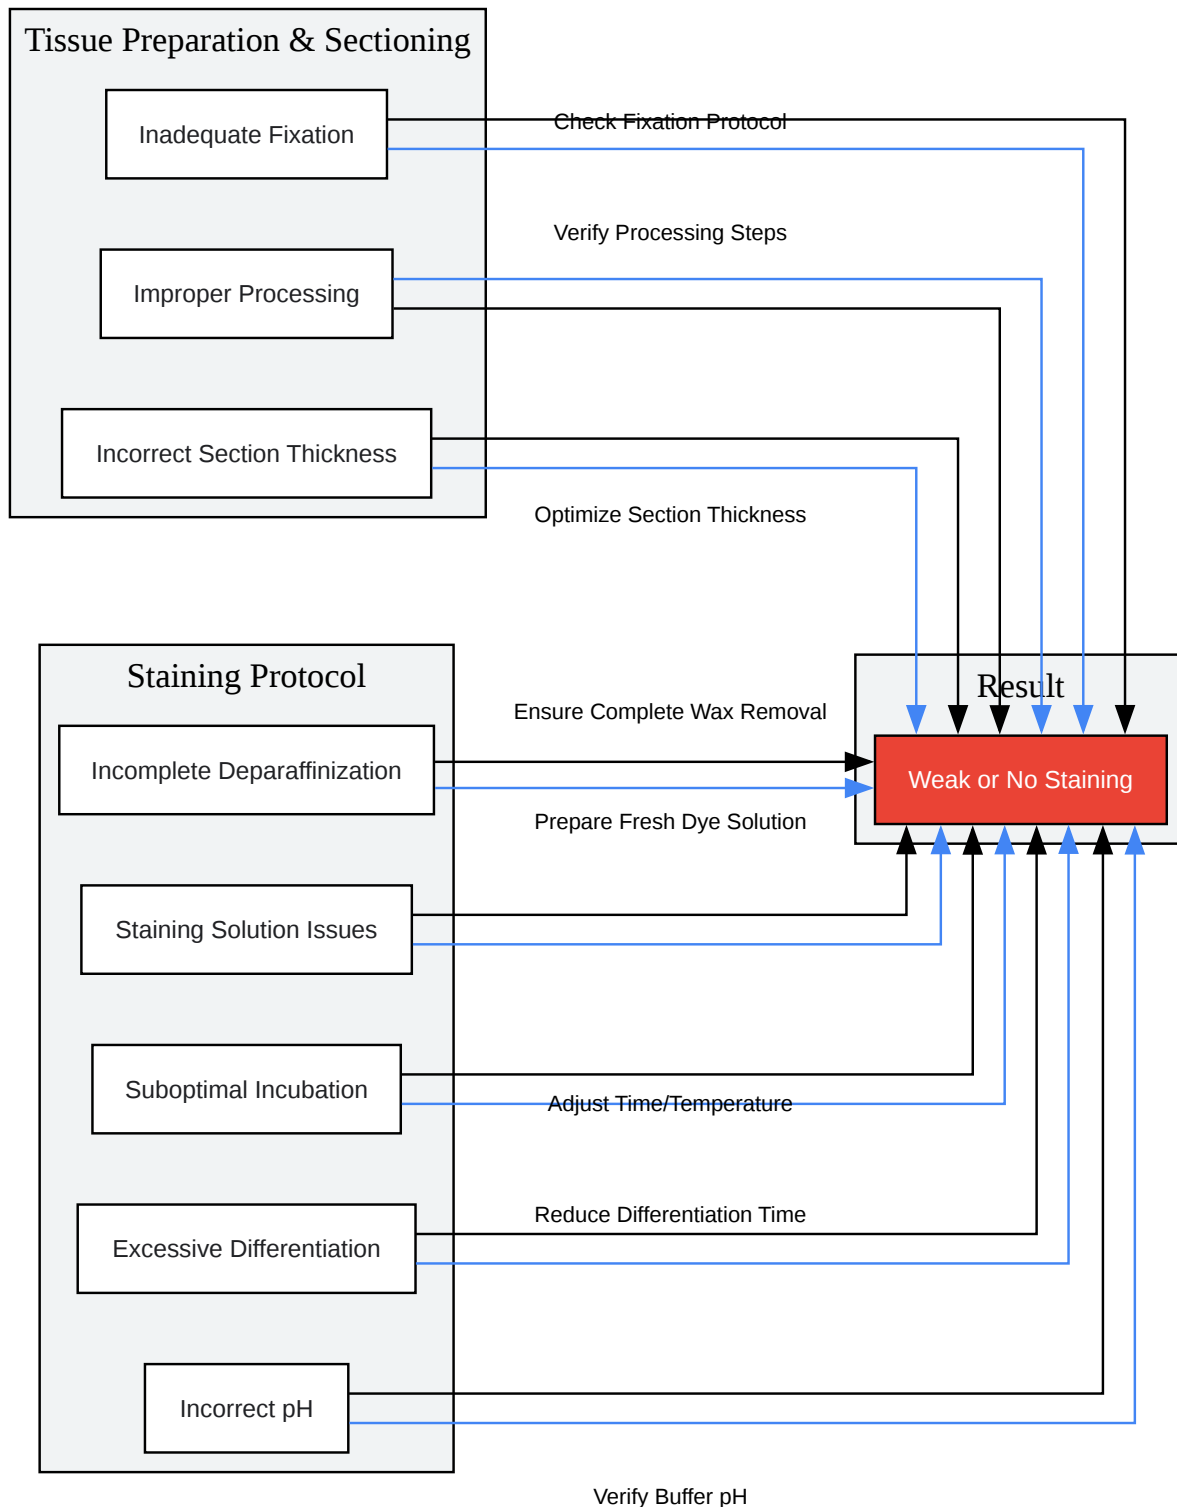 Tissue Preparation & Sectioning
Inadequate Fixation
Check Fixation Protocol
Verify Processing Steps
Improper Processing
Incorrect Section Thickness
Optimize Section Thickness
Staining Protocol
Result
Ensure Complete Wax Removal
Incomplete Deparaffinization
Weak or No Staining
Prepare Fresh Dye Solution
Staining Solution Issues
Suboptimal Incubation
Adjust Time/Temperature
Reduce Differentiation Time
Excessive Differentiation
Incorrect pH
Verify Buffer pH